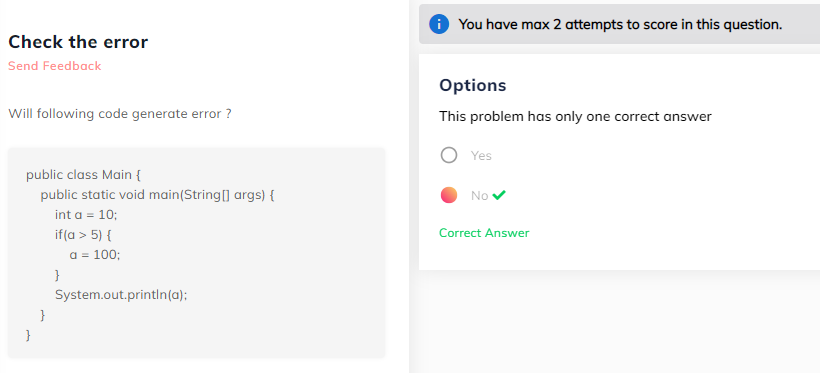 Check the error
Send Feedback
Will following code generate error ?
public class Main {
public static void main(String[] args) {
int a = 10;
if(a > 5) {
a = 100;
}
System.out.println(a);
}
}
You have max 2 attempts to score in this question.
Options
This problem has only one correct answer
Yes
No
Correct Answer